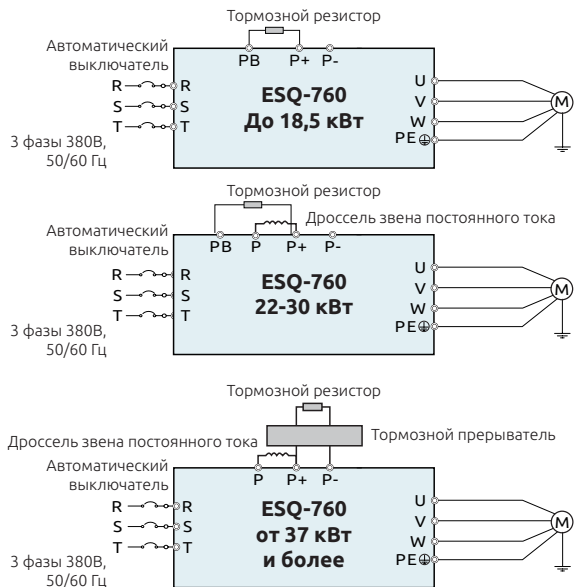 Тормозной резистор
Автоматический
выключатель
PB P+ P-
R R
S S
T T
3 фазы 380В,
50/60 Гц
ESQ-760
До 18,5 кВт
U
V
W
PE
M
Тормозной резистор
Дроссель звена постоянного тока
Автоматический
выключатель
PB P P+ P-
R R
S S
T T
3 фазы 380В,
50/60 Гц
ESQ-760
22-30 кВт
U
V
W
PE
M
Тормозной резистор
Дроссель звена постоянного тока
Тормозной прерыватель
Автоматический
выключатель
P P+ P-
R R
S S
T T
3 фазы 380В,
50/60 Гц
ESQ-760
от 37 кВт
и более
U
V
W
PE
M